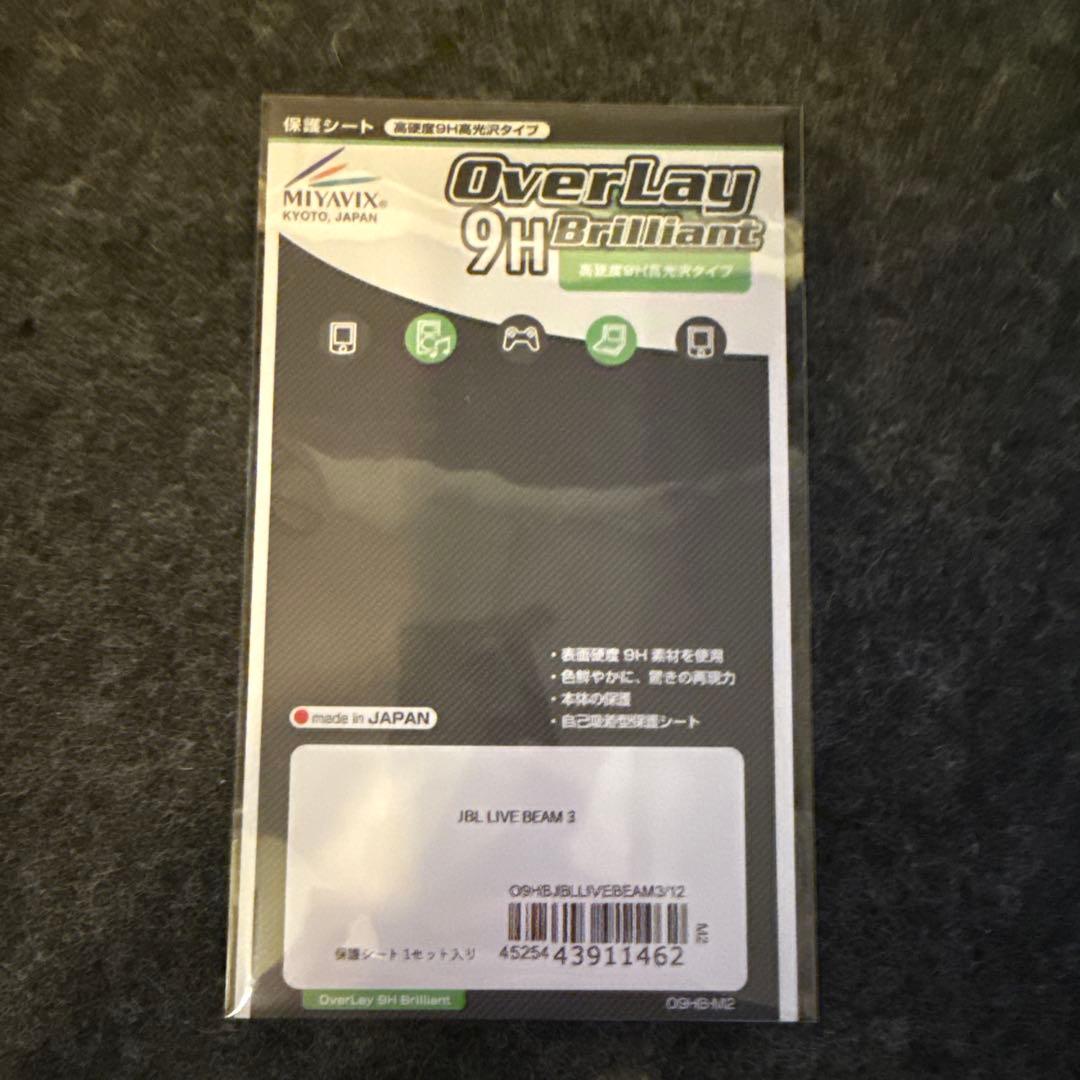 保護シート 高硬度9H高光沢タイプ
MIYAVIX®
KYOTO, JAPAN
OverLay
9H Brilliant
高硬度9H高光沢タイプ
・表面硬度 9H 素材を使用
・色鮮やかに、驚きの再現力
・本体の保護
・自己吸着型保護シート
made in JAPAN
JBL LIVE BEAM 3
O9HBJBLLIVEBEAM3/12
M2
保護シート 1セット入り
45254 43911462
OverLay 9H Brilliant
O9HB-M2